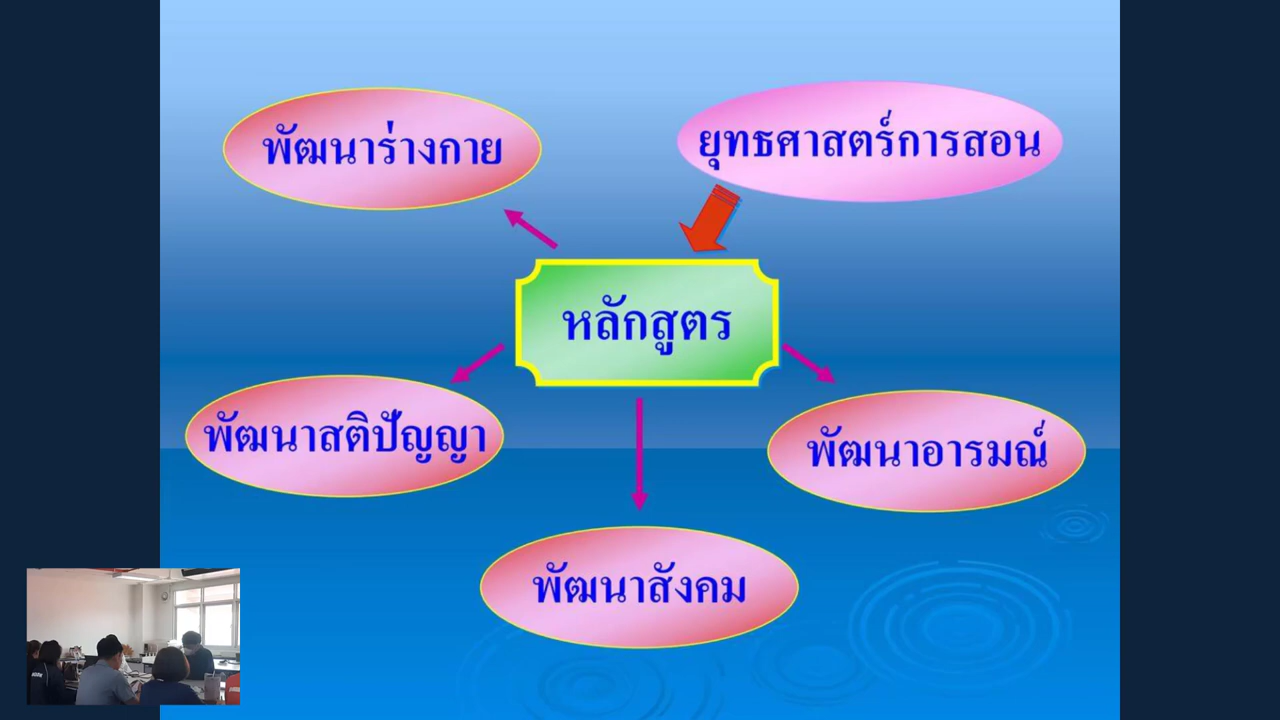 พัฒนาร่างกาย
ยุทธศาสตร์การสอน
หลักสูตร
พัฒนาสติปัญญา
พัฒนาอารมณ์
พัฒนาสังคม